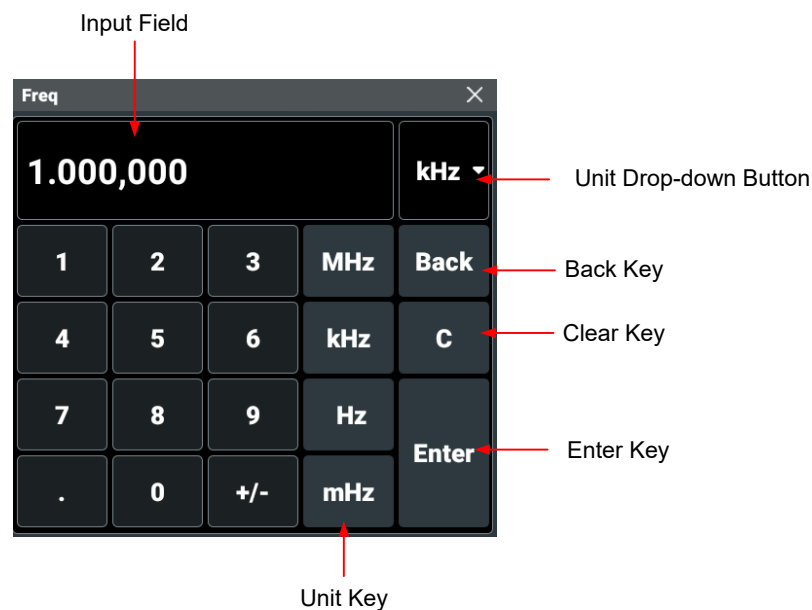 Input Field
Freq
1.000,000
kHz
Unit Drop-down Button
1 2 3 MHz Back
Back Key
4 5 6 kHz C
Clear Key
7 8 9 Hz
Enter
Enter Key
. 0 +/- mHz
Unit Key